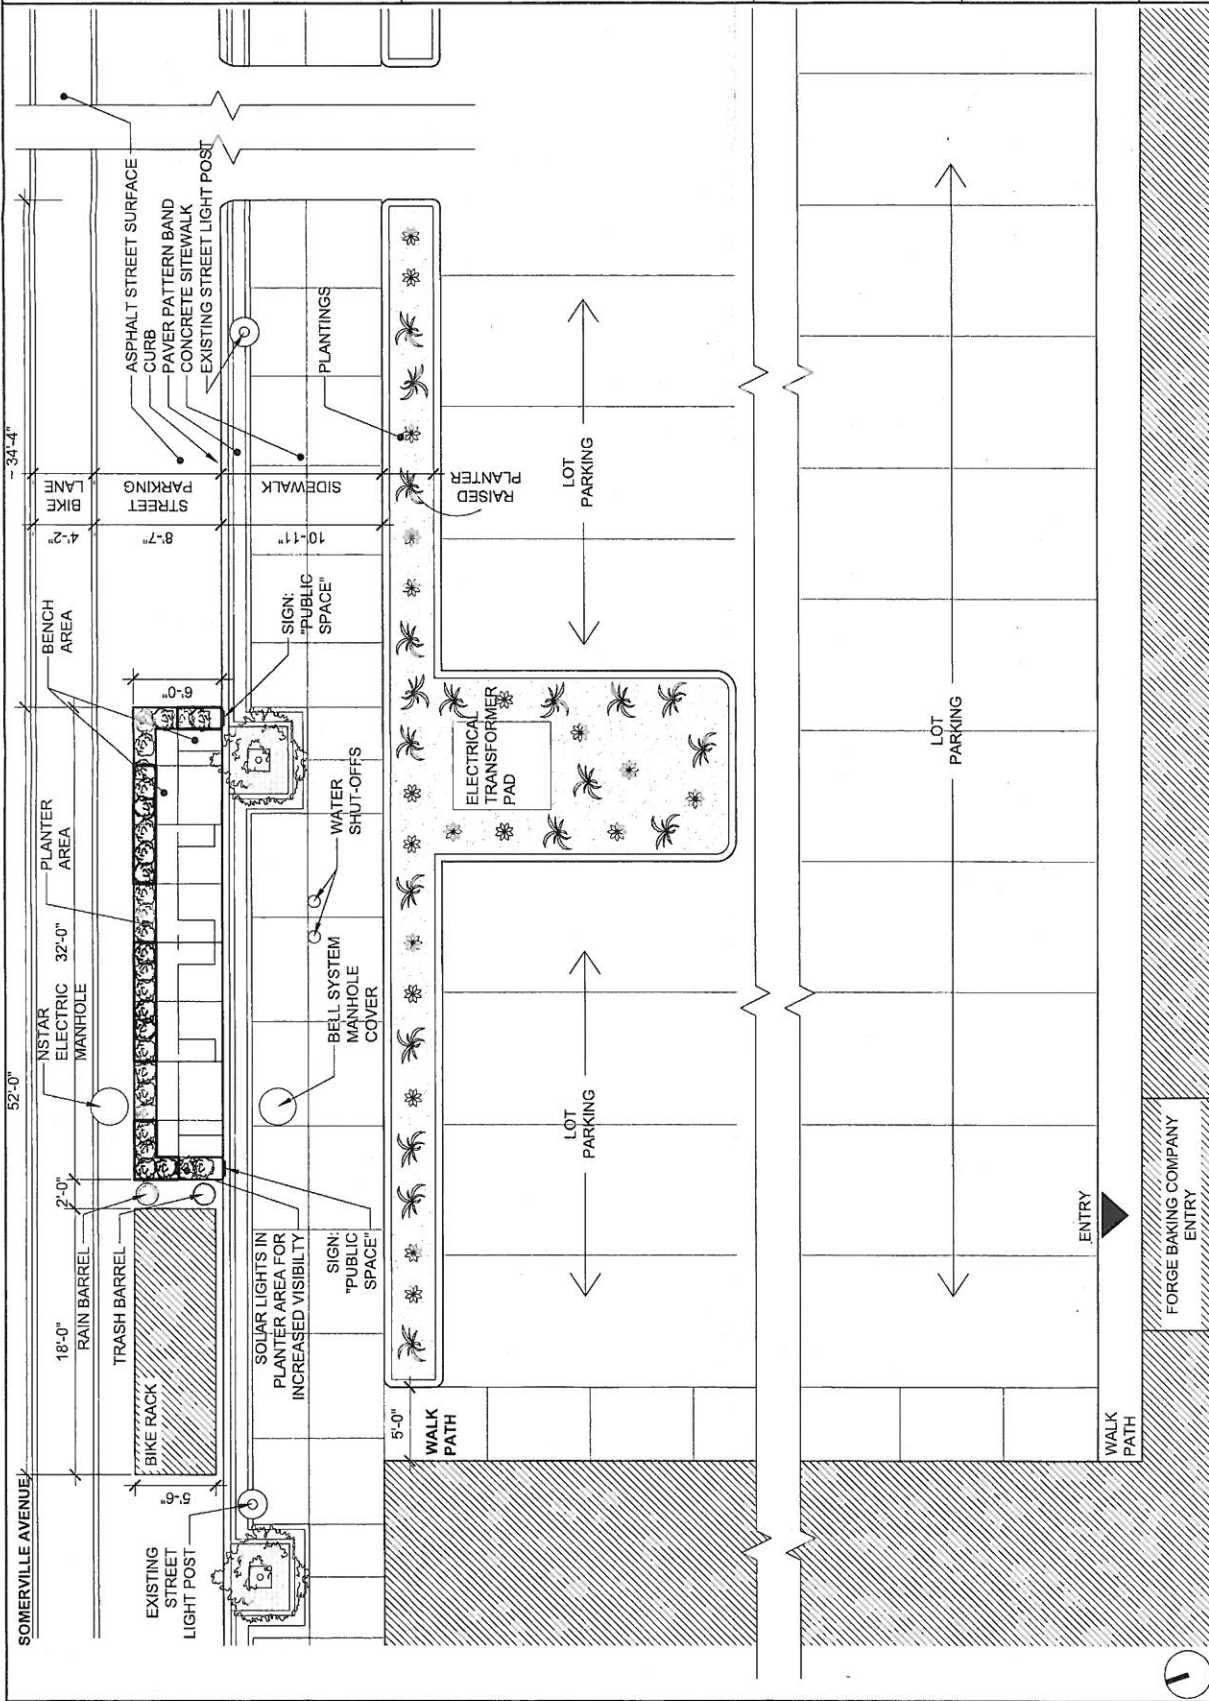 SOMERVILLE AVENUE
52'-0"
~ 34'-4"
18'-0"
2'-0"
NSTAR
ELECTRIC
MANHOLE
32'-0"
PLANTER
AREA
BENCH
AREA
RAIN BARREL
TRASH BARREL
BIKE RACK
5'-6"
6'-0"
4'-2"
BIKE
LANE
8'-7"
STREET
PARKING
10'-11"
SIDEWALK
RAISED
PLANTER
ASPHALT STREET SURFACE
CURB
PAVER PATTERN BAND
CONCRETE SITEWALK
EXISTING STREET LIGHT POST
PLANTINGS
EXISTING
STREET
LIGHT POST
SOLAR LIGHTS IN
PLANTER AREA FOR
INCREASED VISIBILTY
SIGN:
"PUBLIC
SPACE"
BELL SYSTEM
MANHOLE
COVER
WATER
SHUT-OFFS
SIGN:
"PUBLIC
SPACE"
5'-0"
WALK
PATH
ELECTRICAL
TRANSFORMER
PAD
LOT
PARKING
LOT
PARKING
LOT
PARKING
WALK
PATH
ENTRY
FORGE BAKING COMPANY
ENTRY